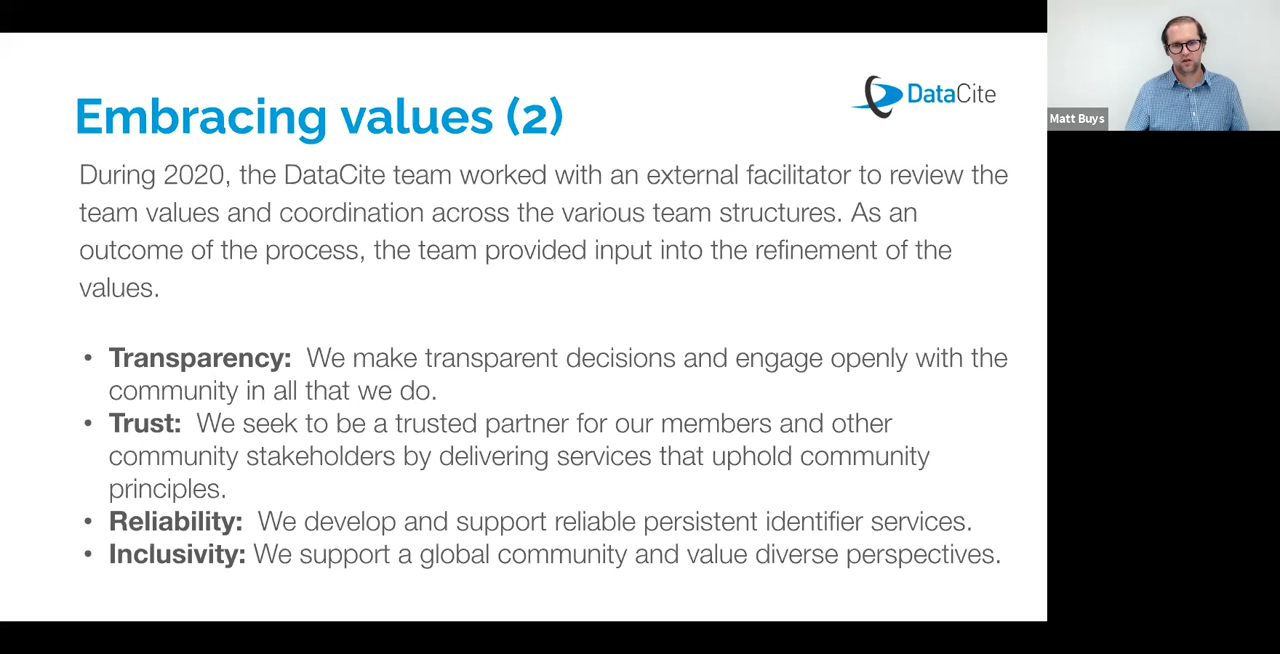 Embracing values (2)
DataCite
Matt Buys
During 2020, the DataCite team worked with an external facilitator to review the
team values and coordination across the various team structures. As an
outcome of the process, the team provided input into the refinement of the
values.
• Transparency: We make transparent decisions and engage openly with the
community in all that we do.
• Trust: We seek to be a trusted partner for our members and other
community stakeholders by delivering services that uphold community
principles.
• Reliability: We develop and support reliable persistent identifier services.
• Inclusivity: We support a global community and value diverse perspectives.